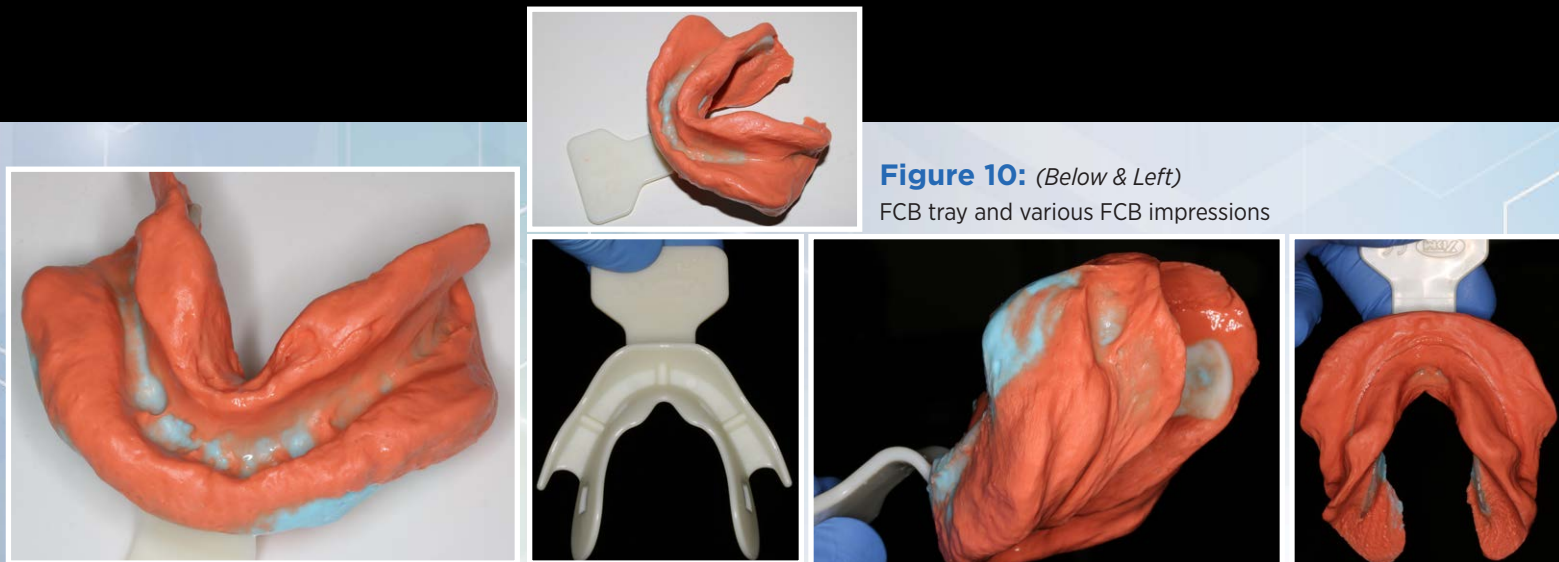 Figure 10: (Below & Left)
FCB tray and various FCB impressions